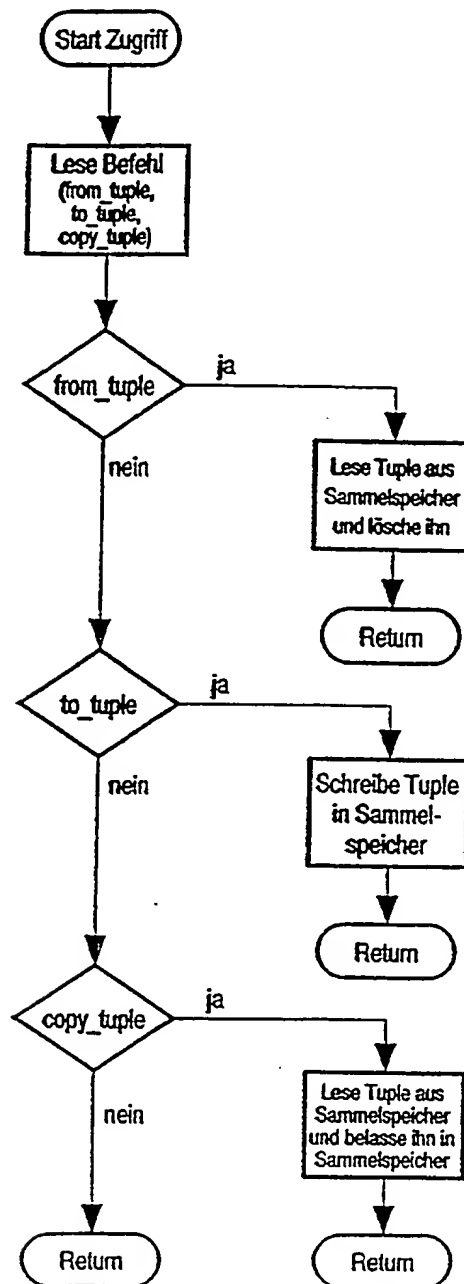 Start Zugriff
Lese Befehl
(from_tuple,
to_tuple,
copy_tuple)
from_tuple
ja
nein
Lese Tuple aus
Sammelspeicher
und lösche ihn
Return
to_tuple
ja
nein
Schreibe Tuple
in Sammel-
speicher
Return
copy_tuple
ja
nein
Lese Tuple aus
Sammelspeicher
und belasse ihn in
Sammelspeicher
Return
Return